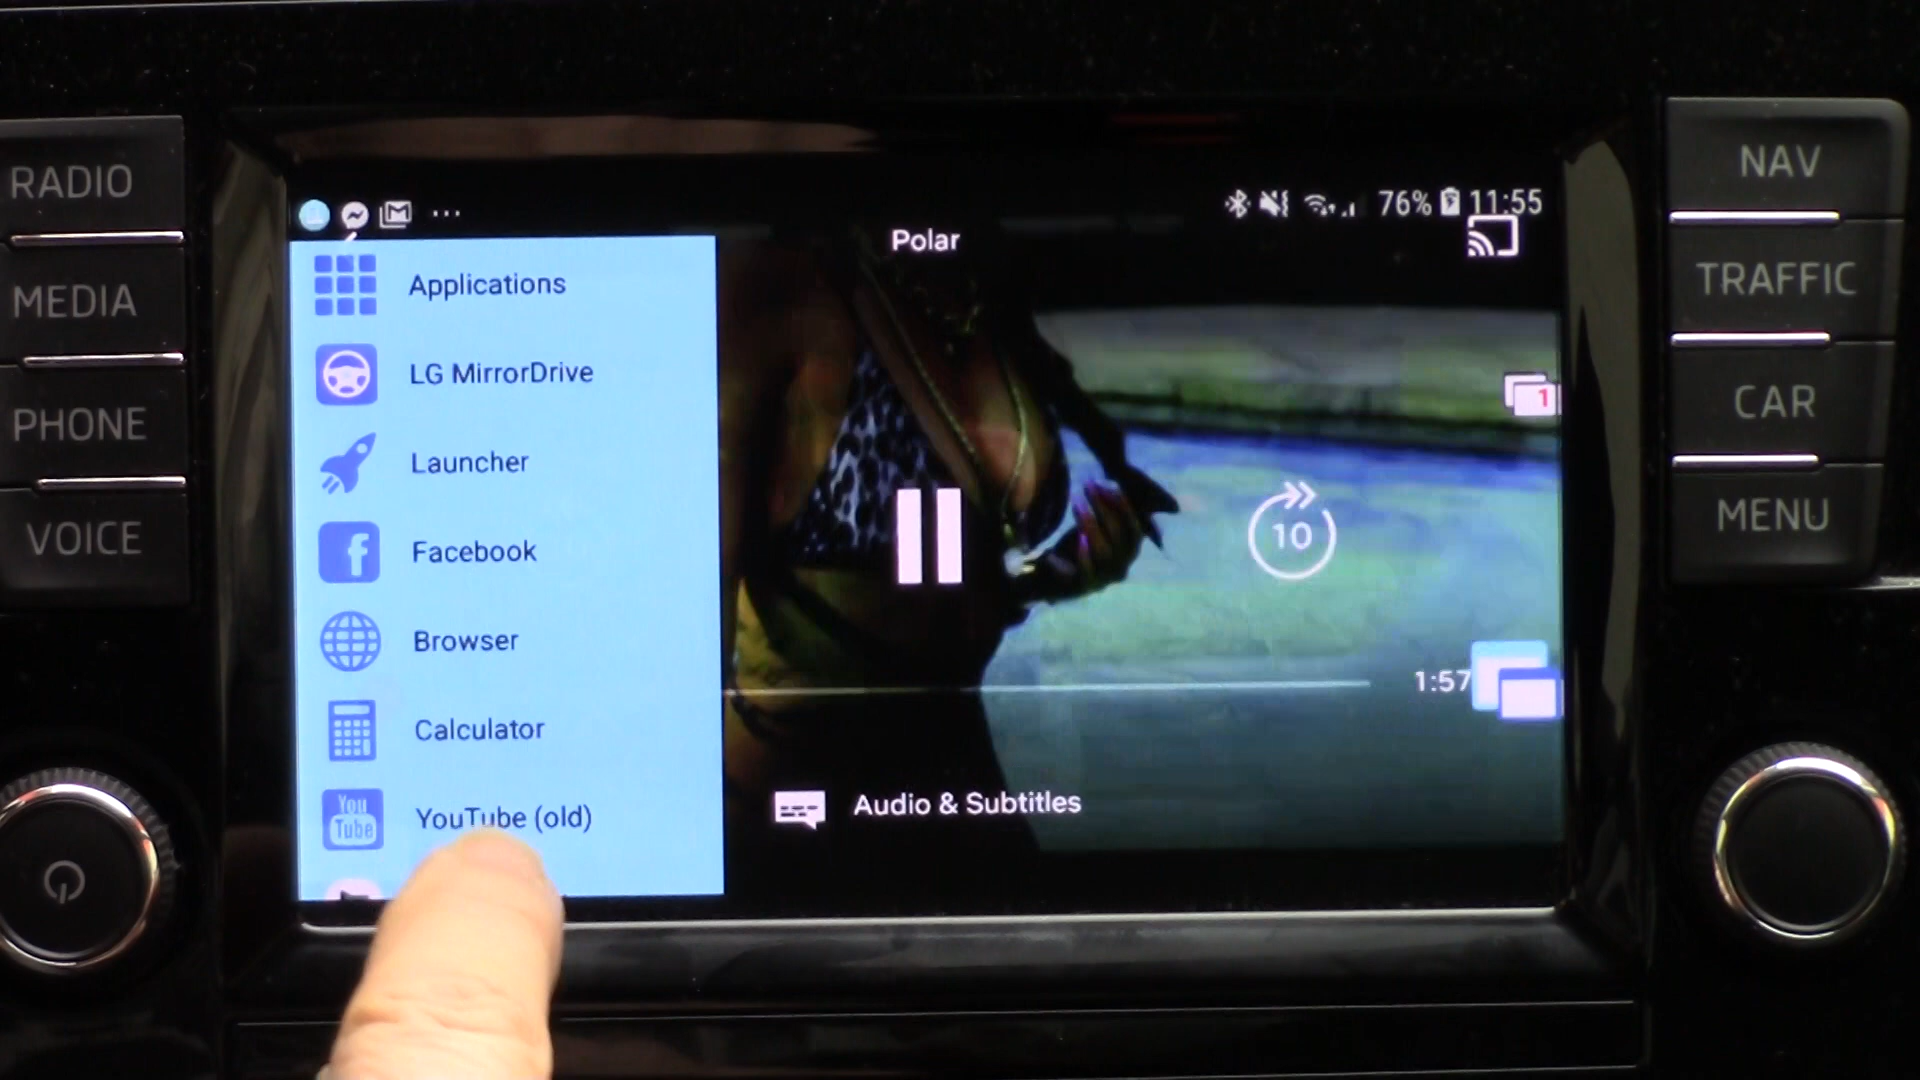 RADIO
MEDIA
PHONE
VOICE
76% 11:55
Polar
Applications
LG MirrorDrive
Launcher
Facebook
Browser
Calculator
You
Tube
YouTube (old)
10
1
1:57
Audio & Subtitles
NAV
TRAFFIC
CAR
MENU